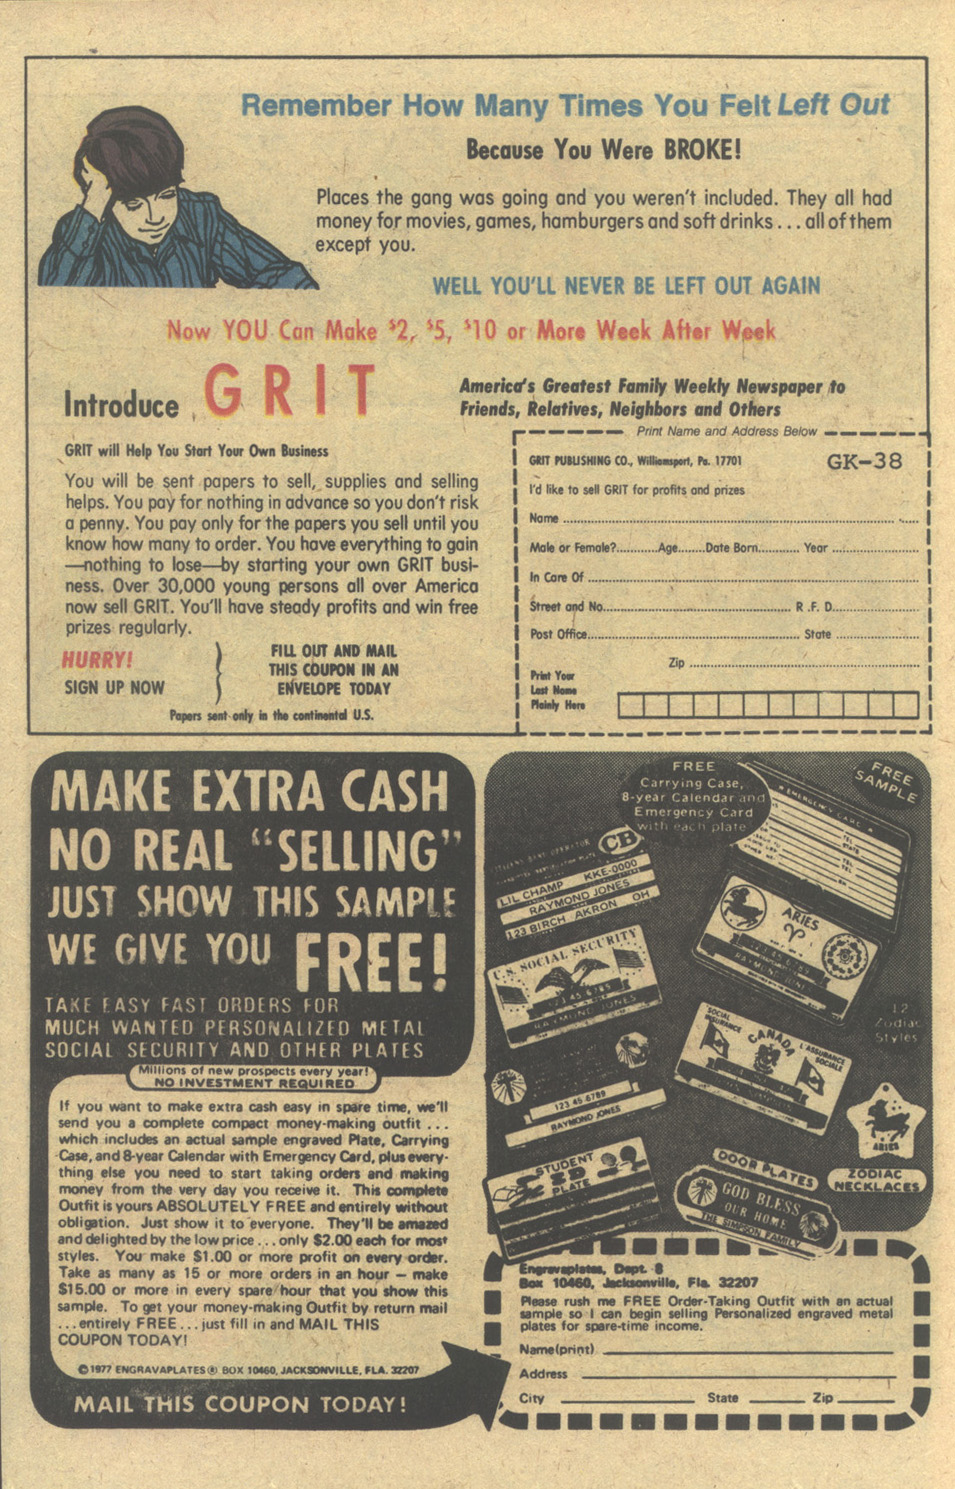 Remember How Many Times You Felt Left Out
Because You Were BROKE!
Places the gang was going and you weren't included. They all had
money for movies, games, hamburgers and soft drinks . . . all of them
except you.
WELL YOU'LL NEVER BE LEFT OUT AGAIN
Now YOU Can Make $2, $5, $10 or More Week After Week
Introduce GRIT
America's Greatest Family Weekly Newspaper to
Friends, Relatives, Neighbors and Others
GRIT will Help You Start Your Own Business
You will be sent papers to sell, supplies and selling
helps. You pay for nothing in advance so you don't risk
a penny. You pay only for the papers you sell until you
know how many to order. You have everything to gain
—nothing to lose—by starting your own GRIT busi-
ness. Over 30,000 young persons all over America
now sell GRIT. You'll have steady profits and win free
prizes regularly.
HURRY!
SIGN UP NOW
FILL OUT AND MAIL
THIS COUPON IN AN
ENVELOPE TODAY
Papers sent only in the continental U.S.
Print Name and Address Below
GRIT PUBLISHING CO., Williamsport, Pa. 17701 GK-38
I'd like to sell GRIT for profits and prizes
Name
Male or Female? Age Date Born Year
In Care Of
Street and No. R.F.D.
Post Office State
Zip
Print Your
Last Name
Plainly Here
MAKE EXTRA CASH
NO REAL "SELLING"
JUST SHOW THIS SAMPLE
WE GIVE YOU FREE!
TAKE EASY FAST ORDERS FOR
MUCH WANTED PERSONALIZED METAL
SOCIAL SECURITY AND OTHER PLATES
Millions of new prospects every year!
NO INVESTMENT REQUIRED
If you want to make extra cash easy in spare time, we'll
send you a complete compact money-making outfit . . .
which includes an actual sample engraved Plate, Carrying
Case, and 8-year Calendar with Emergency Card, plus every-
thing else you need to start taking orders and making
money from the very day you receive it. This complete
Outfit is yours ABSOLUTELY FREE and entirely without
obligation. Just show it to everyone. They'll be amazed
and delighted by the low price . . . only $2.00 each for most
styles. You make $1.00 or more profit on every order.
Take as many as 15 or more orders in an hour — make
$15.00 or more in every spare hour that you show this
sample. To get your money-making Outfit by return mail
. . . entirely FREE . . . just fill in and MAIL THIS
COUPON TODAY!
©1977 ENGRAVAPLATES® BOX 10460, JACKSONVILLE, FLA. 32207
MAIL THIS COUPON TODAY!
FREE
Carrying Case,
8-year Calendar and
Emergency Card
with each plate
FREE
SAMPLE
EMERGENCY CARE
CB
LIL CHAMP KKE-0000
RAYMOND JONES
123 BIRCH AKRON OH
U.S. SOCIAL SECURITY
123 45 6789
RAYMOND JONES
ARIES
123 45 6789
RAYMOND JONES
12
Zodiac
Styles
SOCIAL
INSURANCE
CANADA
L'ASSURANCE
SOCIALE
123 45 6789
RAYMOND JONES
ARIES
ZODIAC
NECKLACES
STUDENT
ID
PLATE
DOOR PLATES
GOD BLESS
OUR HOME
THE SIMPSON FAMILY
Engravaplates, Dept. 8
Box 10460, Jacksonville, Fla. 32207
Please rush me FREE Order-Taking Outfit with an actual
sample so I can begin selling Personalized engraved metal
plates for spare-time income.
Name(print)
Address
City State Zip